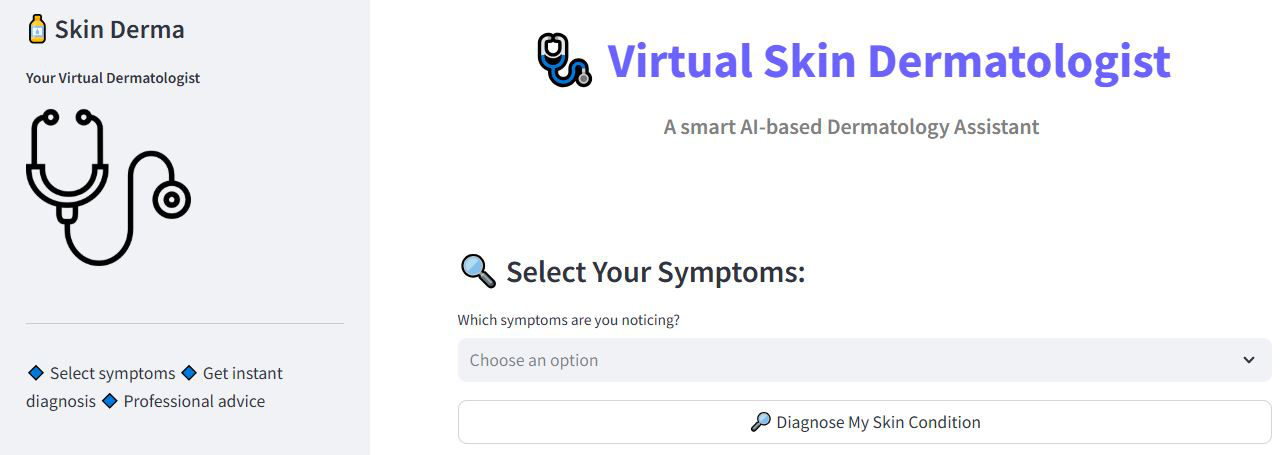 Skin Derma
Your Virtual Dermatologist
Select symptoms Get instant
diagnosis Professional advice
Virtual Skin Dermatologist
A smart AI-based Dermatology Assistant
Select Your Symptoms:
Which symptoms are you noticing?
Choose an option
Diagnose My Skin Condition